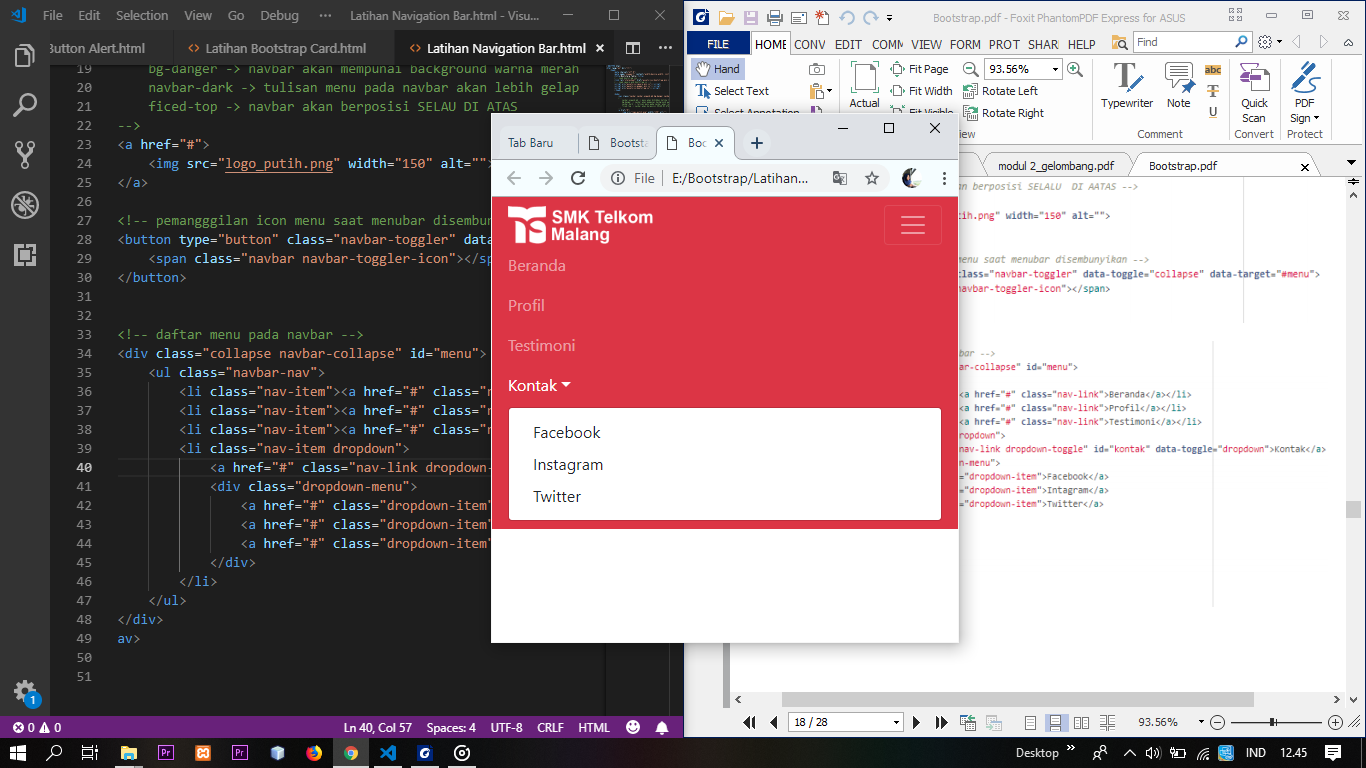 File Edit Selection View Go Debug ··· Latihan Navigation Bar.html - Visu...
Button Alert.html <> Latihan Bootstrap Card.html <> Latihan Navigation Bar.html
19 bg-danger -> navbar akan mempunai background warna merah
20 navbar-dark -> tulisan menu pada navbar akan lebih gelap
21 ficed-top -> navbar akan berposisi SELAU DI ATAS
22 -->
23 <a href="#">
24 <img src="logo_putih.png" width="150" alt="">
25 </a>
26
27 <!-- pemangggilan icon menu saat menubar disembun
28 <button type="button" class="navbar-toggler" data
29 <span class="navbar navbar-toggler-icon"></sp
30 </button>
31
32
33 <!-- daftar menu pada navbar -->
34 <div class="collapse navbar-collapse" id="menu">
35 <ul class="navbar-nav">
36 <li class="nav-item"><a href="#" class="n
37 <li class="nav-item"><a href="#" class="n
38 <li class="nav-item"><a href="#" class="n
39 <li class="nav-item dropdown">
40 <a href="#" class="nav-link dropdown-
41 <div class="dropdown-menu">
42 <a href="#" class="dropdown-item"
43 <a href="#" class="dropdown-item"
44 <a href="#" class="dropdown-item"
45 </div>
46 </li>
47 </ul>
48 </div>
49 av>
50
51
1
0 0 Ln 40, Col 57 Spaces: 4 UTF-8 CRLF HTML
Bootstrap.pdf - Foxit PhantomPDF Express for ASUS
FILE HOME CONV EDIT COMM VIEW FORM PROT SHAR HELP Find
Hand
Select Text
Select Annotation
Actual
Fit Page
Fit Width
Fit Visible
93.56%
Rotate Left
Rotate Right
View
Typewriter Note
Comment
Quick Scan
Convert
PDF Sign
Protect
modul 2_gelombang.pdf Bootstrap.pdf
an berposisi SELALU DI AATAS -->
tih.png" width="150" alt="">
menu saat menubar disembunyikan -->
class="navbar-toggler" data-toggle="collapse" data-target="#menu">
navbar-toggler-icon"></span>
bar -->
ar-collapse" id="menu">
<a href="#" class="nav-link">Beranda</a></li>
<a href="#" class="nav-link">Profil</a></li>
<a href="#" class="nav-link">Testimoni</a></li>
ropdown">
nav-link dropdown-toggle" id="kontak" data-toggle="dropdown">Kontak</a>
n-menu">
="dropdown-item">Facebook</a>
="dropdown-item">Intagram</a>
="dropdown-item">Twitter</a>
18 / 28 93.56%
Tab Baru Bootsta Boo
File E:/Bootstrap/Latihan...
SMK Telkom
Malang
Beranda
Profil
Testimoni
Kontak
Facebook
Instagram
Twitter
Desktop IND 12.45